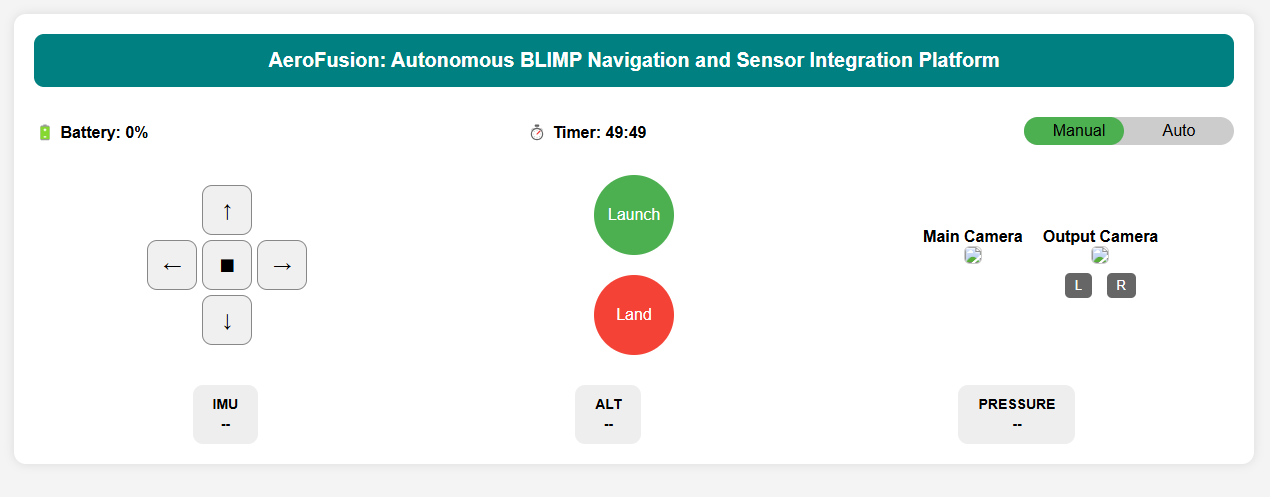 AeroFusion: Autonomous BLIMP Navigation and Sensor Integration Platform
Battery: 0%
Timer: 49:49
Manual Auto
↑
← ■ →
↓
Launch
Land
Main Camera
Output Camera
L R
IMU
--
ALT
--
PRESSURE
--